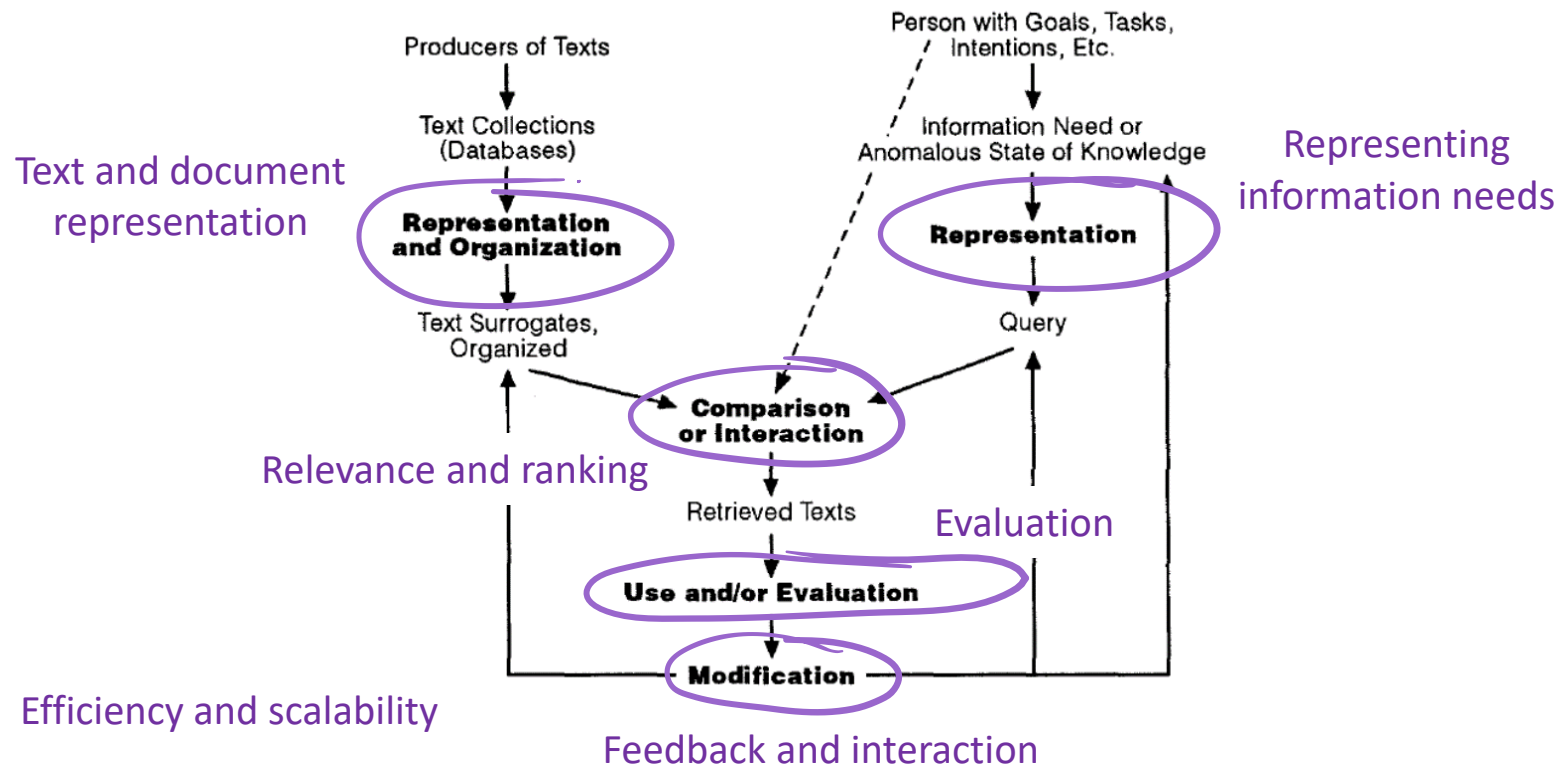 Producers of Texts
Person with Goals, Tasks,
Intentions, Etc.
Text Collections
(Databases)
Information Need or
Anomalous State of Knowledge
Text and document
representation
Representing
information needs
Representation
and Organization
Representation
Text Surrogates,
Organized
Query
Comparison
or Interaction
Relevance and ranking
Retrieved Texts
Evaluation
Use and/or Evaluation
Modification
Efficiency and scalability
Feedback and interaction